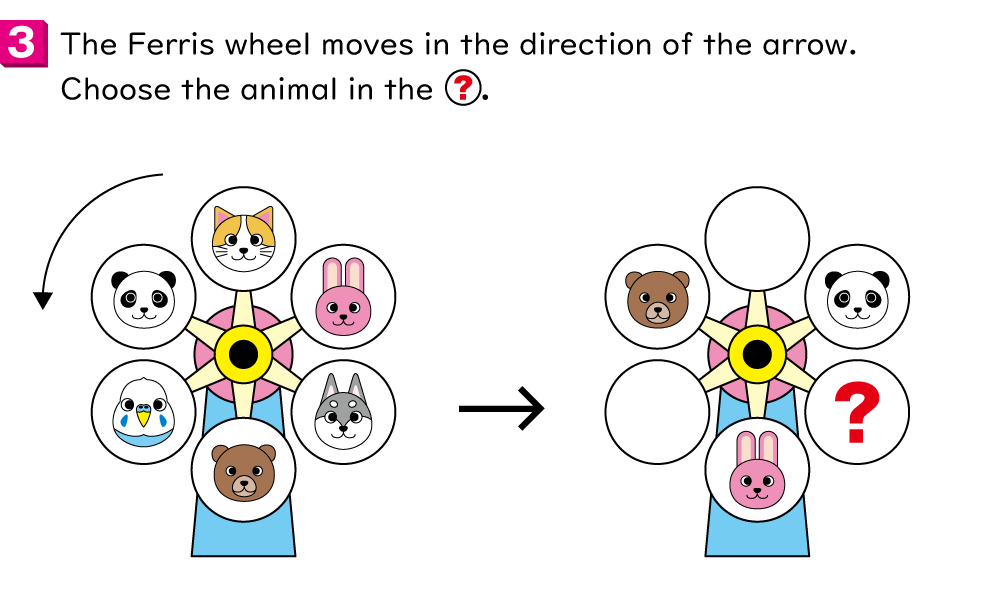 3 The Ferris wheel moves in the direction of the arrow.
Choose the animal in the ?.
?